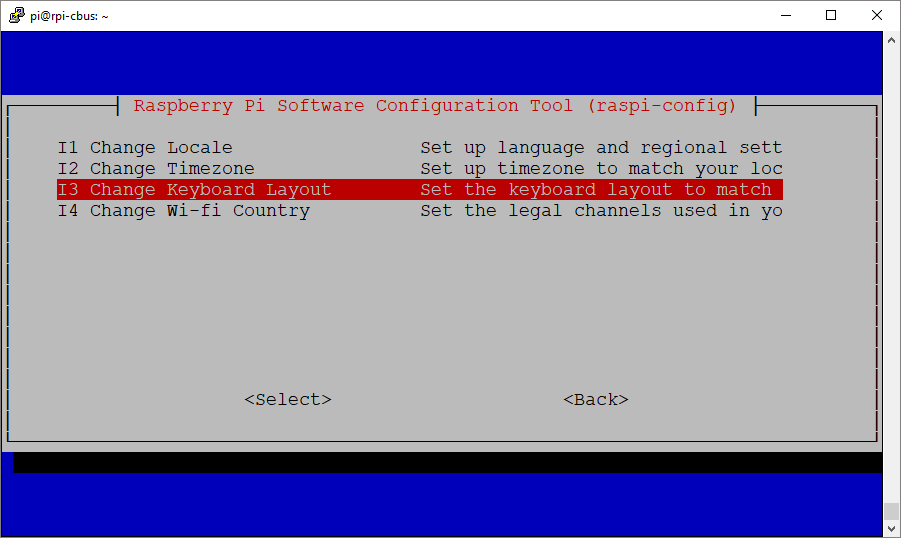 pi@rpi-cbus: ~
Raspberry Pi Software Configuration Tool (raspi-config)
I1 Change Locale Set up language and regional sett
I2 Change Timezone Set up timezone to match your loc
I3 Change Keyboard Layout Set the keyboard layout to match
I4 Change Wi-fi Country Set the legal channels used in yo
<Select> <Back>